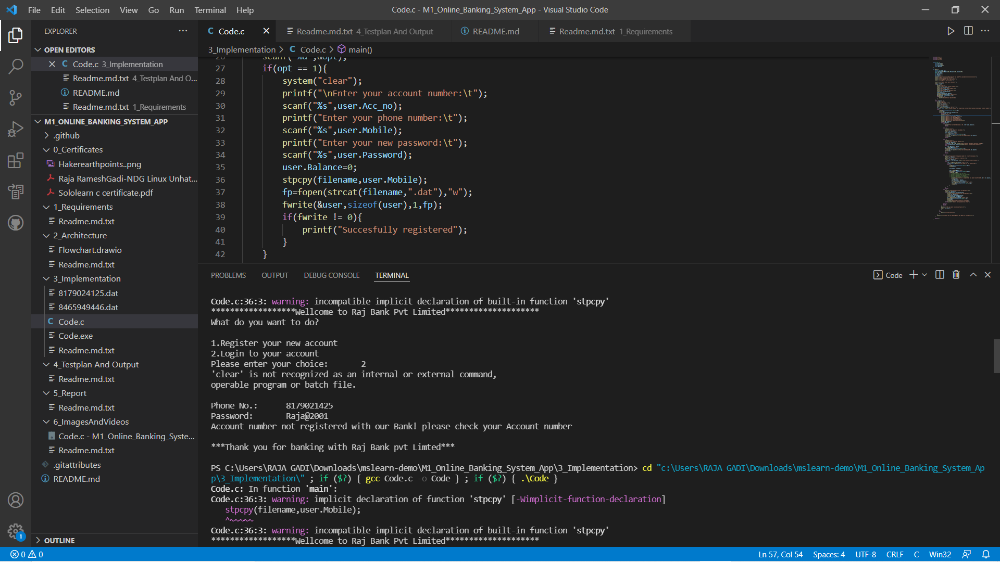 File Edit Selection View Go Run Terminal Help
Code.c - M1_Online_Banking_System_App - Visual Studio Code
EXPLORER
OPEN EDITORS
Code.c 3_Implementation
Readme.md.txt 4_Testplan And O...
README.md
Readme.md.txt 1_Requirements
M1_ONLINE_BANKING_SYSTEM_APP
.github
0_Certificates
Hakerearthpoints..png
Raja RameshGadi-NDG Linux Unhat...
Sololearn c certificate.pdf
1_Requirements
Readme.md.txt
2_Architecture
Flowchart.drawio
Readme.md.txt
3_Implementation
8179024125.dat
8465949446.dat
Code.c
Code.exe
Readme.md.txt
4_Testplan And Output
Readme.md.txt
5_Report
Readme.md.txt
6_ImagesAndVideos
Code.c - M1_Online_Banking_Syste...
Readme.md.txt
.gitattributes
README.md
OUTLINE
Code.c Readme.md.txt 4_Testplan And Output README.md Readme.md.txt 1_Requirements
3_Implementation > C Code.c > main()
26 scanf("%d",&opt);
27 if(opt == 1){
28 system("clear");
29 printf("\nEnter your account number:\t");
30 scanf("%s",user.Acc_no);
31 printf("Enter your phone number:\t");
32 scanf("%s",user.Mobile);
33 printf("Enter your new password:\t");
34 scanf("%s",user.Password);
35 user.Balance=0;
36 stpcpy(filename,user.Mobile);
37 fp=fopen(strcat(filename,".dat"),"w");
38 fwrite(&user,sizeof(user),1,fp);
39 if(fwrite != 0){
40 printf("Succesfully registered");
41 }
42 }
PROBLEMS OUTPUT DEBUG CONSOLE TERMINAL
Code
Code.c:36:3: warning: incompatible implicit declaration of built-in function 'stpcpy'
******************Wellcome to Raj Bank Pvt Limited********************
What do you want to do?
1.Register your new account
2.Login to your account
Please enter your choice: 2
'clear' is not recognized as an internal or external command,
operable program or batch file.
Phone No.: 8179021425
Password: Raja@2001
Account number not registered with our Bank! please check your Account number
***Thank you for banking with Raj Bank pvt Limted***
PS C:\Users\RAJA GADI\Downloads\mslearn-demo\M1_Online_Banking_System_App\3_Implementation> cd "c:\Users\RAJA GADI\Downloads\mslearn-demo\M1_Online_Banking_System_Ap
p\3_Implementation\" ; if ($?) { gcc Code.c -o Code } ; if ($?) { .\Code }
Code.c: In function 'main':
Code.c:36:3: warning: implicit declaration of function 'stpcpy' [-Wimplicit-function-declaration]
stpcpy(filename,user.Mobile);
^~~~~~
Code.c:36:3: warning: incompatible implicit declaration of built-in function 'stpcpy'
******************Wellcome to Raj Bank Pvt Limited********************
1
0 0
Ln 57, Col 54 Spaces: 4 UTF-8 CRLF C Win32